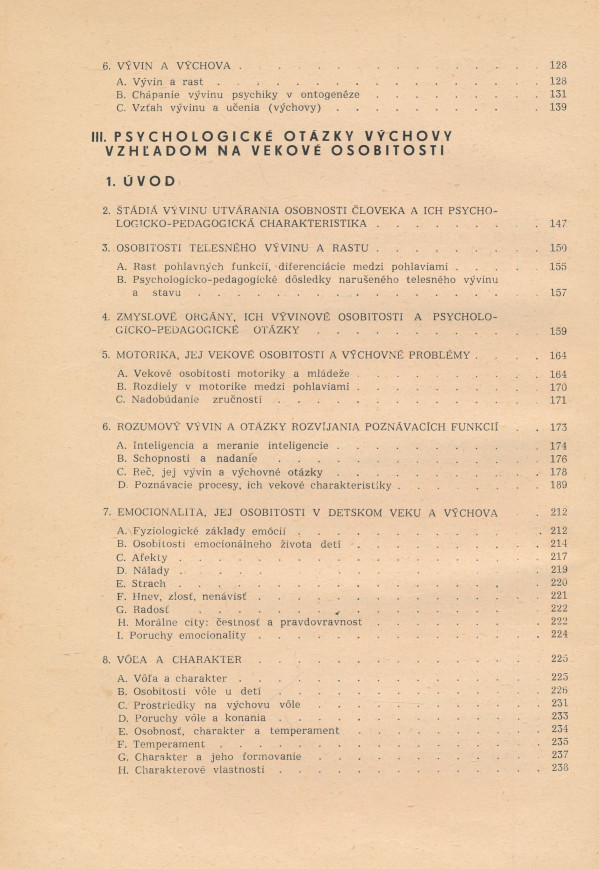 6. VÝVIN A VÝCHOVA . . . . . . . . . . . . . 128
A. Vývin a rast . . . . . . . . . . . . . 128
B. Chápanie vývinu psychiky v ontogenéze . . . . . . 131
C. Vzťah vývinu a učenia (výchovy) . . . . . . . . 139
III. PSYCHOLOGICKÉ OTÁZKY VÝCHOVY
VZHĽADOM NA VEKOVÉ OSOBITOSTI
1. ÚVOD
2. ŠTÁDIÁ VÝVINU UTVÁRANIA OSOBNOSTI ČLOVEKA A ICH PSYCHO-
LOGICKO-PEDAGOGICKÁ CHARAKTERISTIKA . . . . . . . 147
3. OSOBITOSTI TELESNÉHO VÝVINU A RASTU . . . . . . . 150
A. Rast pohlavných funkcií, diferenciácie medzi pohlaviami . . . . 155
B. Psychologicko-pedagogické dôsledky narušeného telesného vývinu
a stavu . . . . . . . . . . . . . 157
4. ZMYSLOVÉ ORGÁNY, ICH VÝVINOVÉ OSOBITOSTI A PSYCHOLO-
GICKO-PEDAGOGICKÉ OTÁZKY . . . . . . . . . 159
5. MOTORIKA, JEJ VEKOVÉ OSOBITOSTI A VÝCHOVNÉ PROBLÉMY . . . 164
A. Vekové osobitosti motoriky a mládeže . . . . . . . 164
B. Rozdiely v motorike medzi pohlaviami . . . . . . . 170
C. Nadobúdanie zručností . . . . . . . . . . 171
6. ROZUMOVÝ VÝVIN A OTÁZKY ROZVÍJANIA POZNÁVACÍCH FUNKCIÍ . . 173
A. Inteligencia a meranie inteligencie . . . . . . . . 174
B. Schopnosti a nadanie . . . . . . . . . . 176
C. Reč, jej vývin a výchovné otázky . . . . . . . . 178
D. Poznávacie procesy, ich vekové charakteristiky . . . . . . 189
7. EMOCIONALITA, JEJ OSOBITOSTI V DETSKOM VEKU A VÝCHOVA . 212
A. Fyziologické základy emócií . . . . . . . . . 212
B. Osobitosti emocionálneho života detí . . . . . . . 214
C. Afekty . . . . . . . . . . . . . 217
D. Nálady . . . . . . . . . . . . . 219
E. Strach . . . . . . . . . . . . . 220
F. Hnev, zlosť, nenávisť . . . . . . . . . . 221
G. Radosť . . . . . . . . . . . . . 222
H. Morálne city: čestnosť a pravdovravnosť . . . . . . 222
I. Poruchy emocionality . . . . . . . . . . 224
8. VÔĽA A CHARAKTER . . . . . . . . . . . 225
A. Vôľa a charakter . . . . . . . . . . . 225
B. Osobitosti vôle u detí . . . . . . . . . . 226
C. Prostriedky na výchovu vôle . . . . . . . . . 231
D. Poruchy vôle a konania . . . . . . . . . . 233
E. Osobnosť, charakter a temperament . . . . . . . 234
F. Temperament . . . . . . . . . . . . 235
G. Charakter a jeho formovanie . . . . . . . . . 237
H. Charakterové vlastnosti . . . . . . . . . . 238